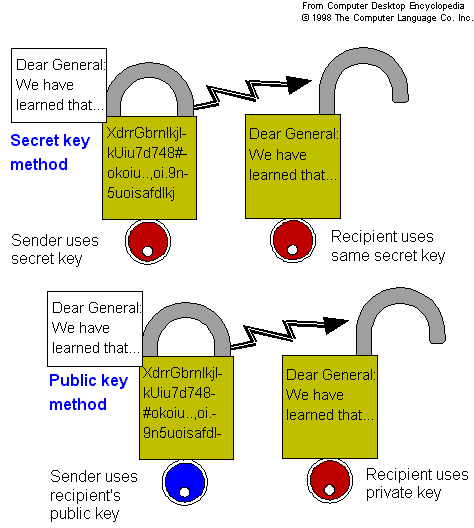 From Computer Desktop Encyclopedia
© 1998 The Computer Language Co. Inc.
Dear General:
We have
learned that...
Secret key
method
XdrrGbrnlkjl-
kUiu7d748#-
okoiu..,oi.9n-
5uoisafdlkj
Dear General:
We have
learned that...
Sender uses
secret key
Recipient uses
same secret key
Dear General:
We have
learned that...
Public key
method
XdrrGbrnlkjl-
kUiu7d748-
#okoiu..,oi.-
9n5uoisafdl-
Dear General:
We have
learned that...
Sender uses
recipient's
public key
Recipient uses
private key